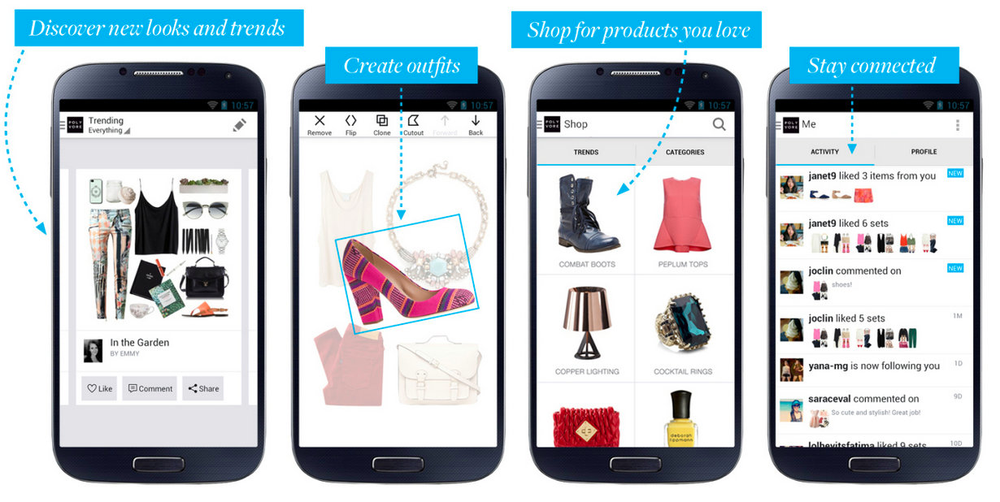 Discover new looks and trends
Create outfits
Shop for products you love
Stay connected
10:57
POLY
VORE
Trending
Everything
In the Garden
BY EMMY
Like
Comment
Share
10:57
Remove
Flip
Clone
Cutout
Forward
Back
10:57
POLY
VORE
Shop
TRENDS
CATEGORIES
COMBAT BOOTS
PEPLUM TOPS
COPPER LIGHTING
COCKTAIL RINGS
deborah
lippmann
10:57
POLY
VORE
Me
ACTIVITY
PROFILE
janet9 liked 3 items from you
NEW
janet9 liked 6 sets
NEW
joclin commented on
NEW
shoes!
joclin liked 5 sets
1M
yana-mg is now following you
1D
saraceval commented on
9D
So cute and stylish! Great job!
lolbevitsfatima liked 9 sets
10D